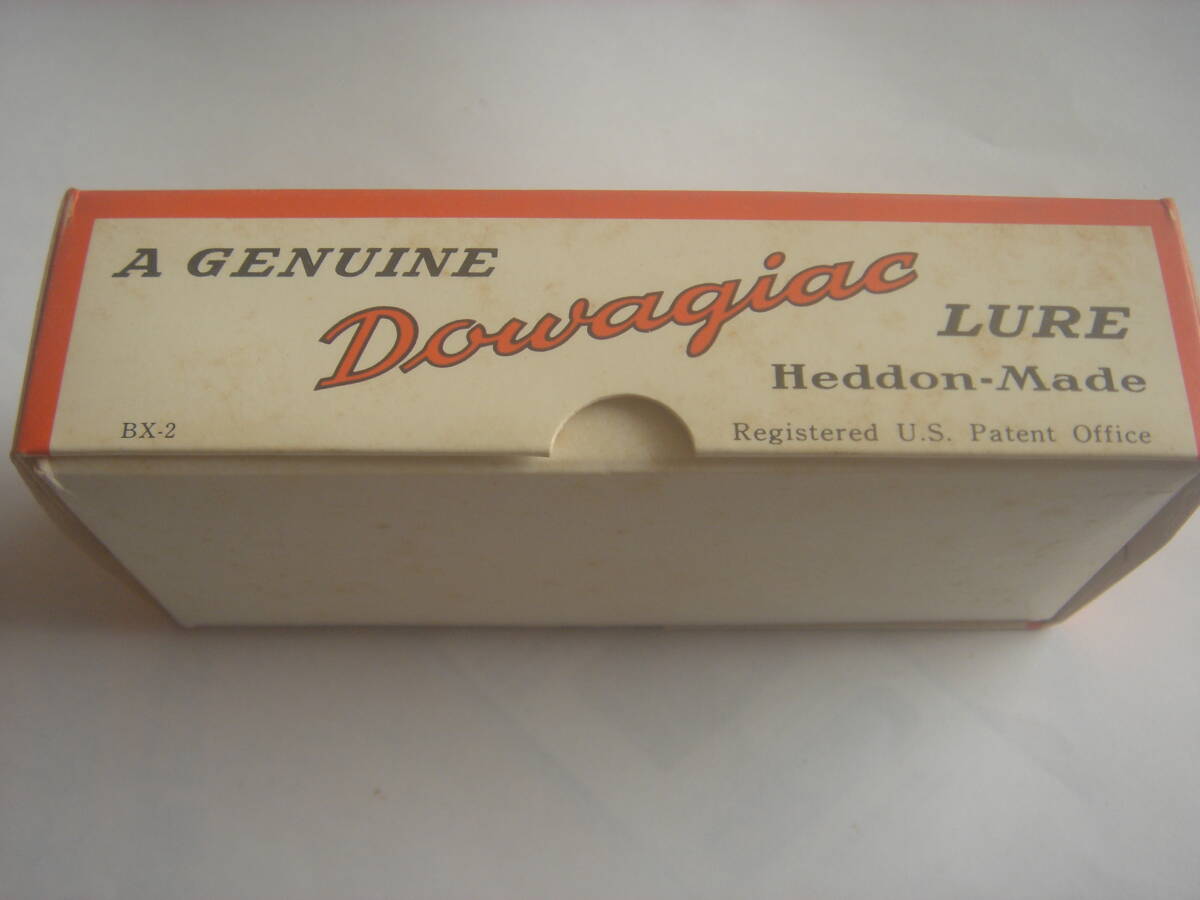 A GENUINE
Dowagiac
LURE
Heddon-Made
BX-2
Registered U.S. Patent Office